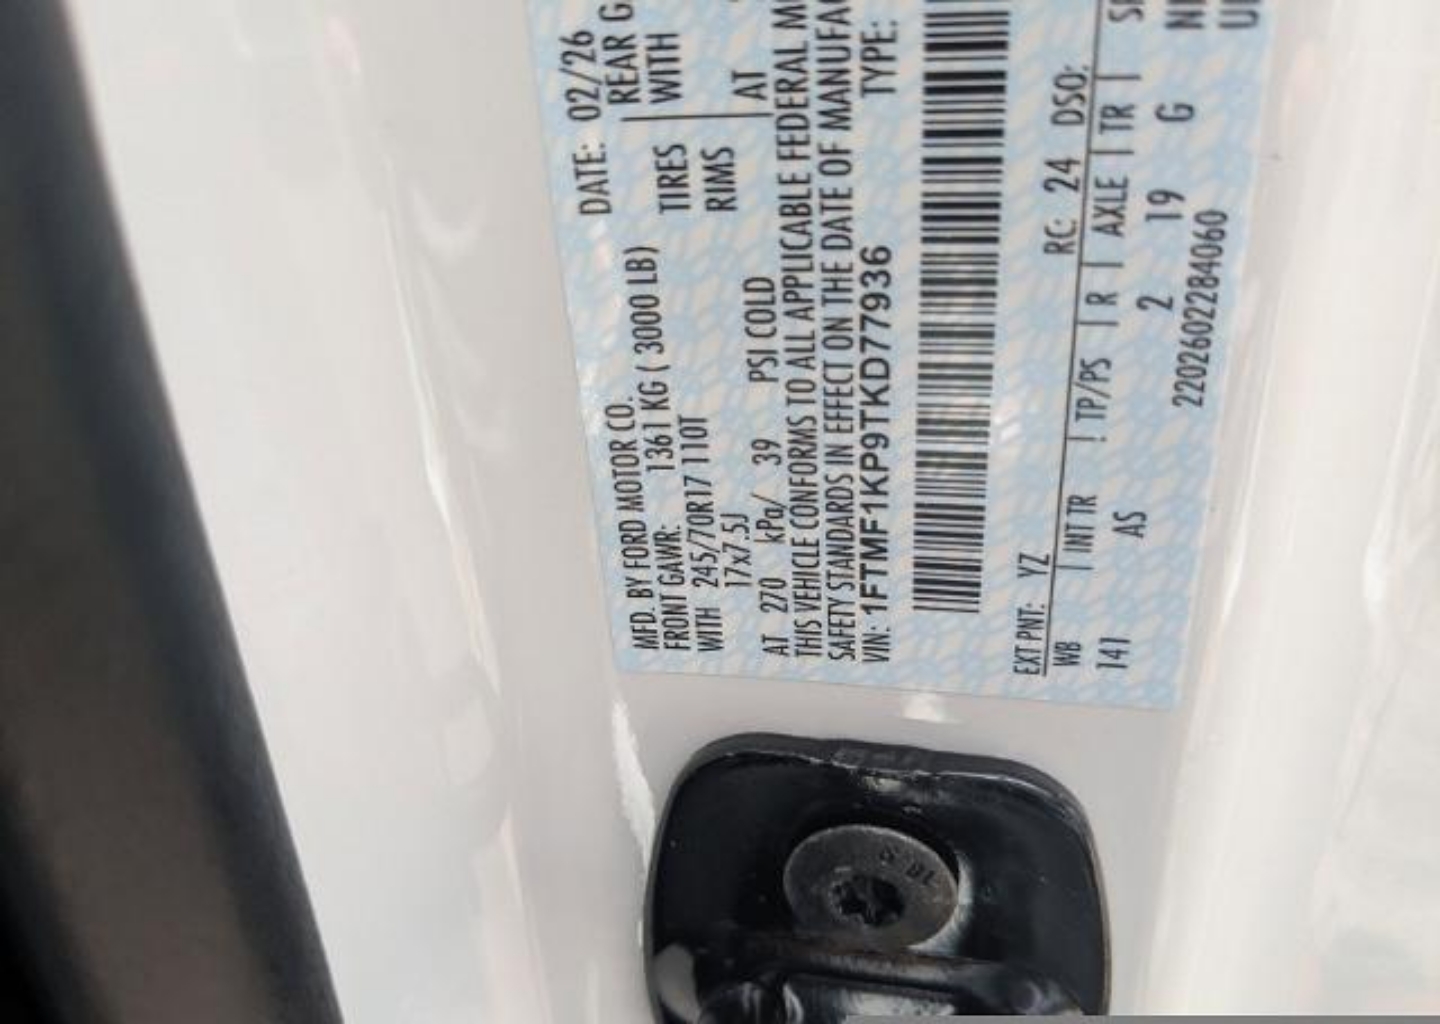 MFD. BY FORD MOTOR CO.
DATE: 02/26
FRONT GAWR: 1361 KG ( 3000 LB)
REAR G
WITH 245/70R17 110T
TIRES
WITH
17x7.5J
RIMS
AT 270 kPa/ 39 PSI COLD
AT
THIS VEHICLE CONFORMS TO ALL APPLICABLE FEDERAL M
SAFETY STANDARDS IN EFFECT ON THE DATE OF MANUFA
VIN: 1FTMF1KP9TKD77936
TYPE:
EXT PNT: YZ
RC: 24 DSO:
WB | INT TR | TP/PS | R | AXLE | TR |
141 AS 2 19 G
2202602284060